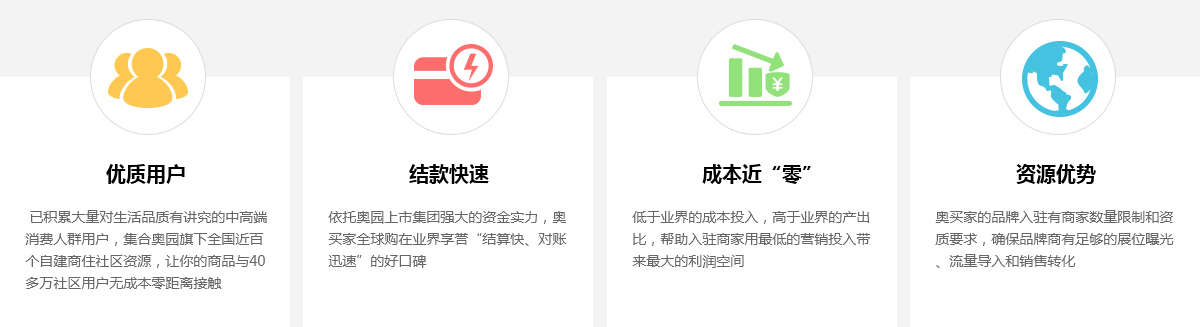 优质用户
已积累大量对生活品质有讲究的中高端
消费人群用户，集合奥园旗下全国近百
个自建商住社区资源，让你的商品与40
多万社区用户无成本零距离接触
结款快速
依托奥园上市集团强大的资金实力，奥
买家全球购在业界享誉“结算快、对账
迅速”的好口碑
成本近“零”
低于业界的成本投入，高于业界的产出
比，帮助入驻商家用最低的营销投入带
来最大的利润空间
资源优势
奥买家的品牌入驻有商家数量限制和资
质要求，确保品牌商有足够的展位曝光
、流量导入和销售转化
¥